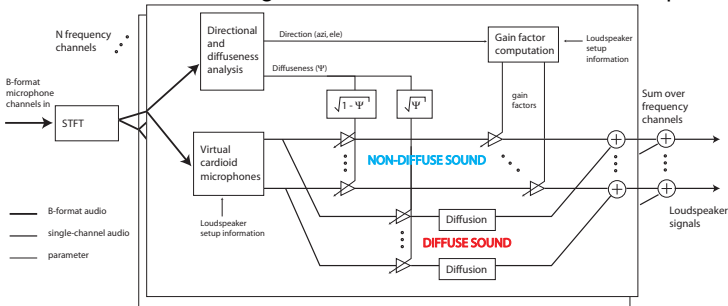 N frequency
channels
B-format
microphone
channels in
STFT
Directional
and
diffuseness
analysis
Direction (azi, ele)
Diffuseness (Ψ)
Gain factor
computation
Loudspeaker
setup
information
√1 - Ψ
√Ψ
gain
factors
Sum over
frequency
channels
Virtual
cardioid
microphones
NON-DIFFUSE SOUND
Loudspeaker
setup information
Diffusion
DIFFUSE SOUND
Diffusion
Loudspeaker
signals
B-format audio
single-channel audio
parameter